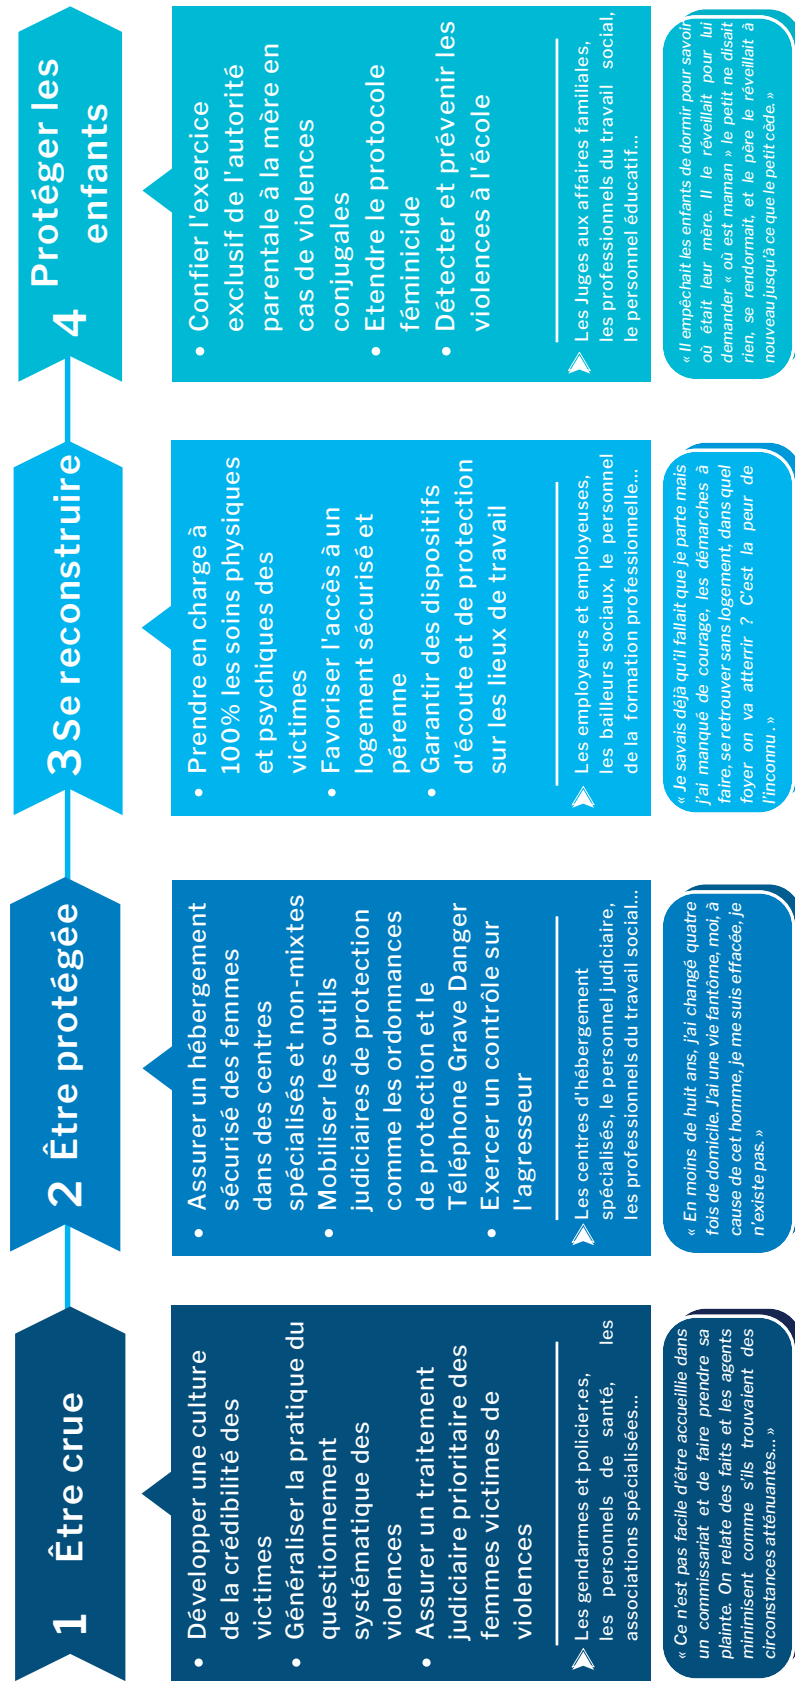 1 Être crue
• Développer une culture
de la crédibilité des
victimes
• Généraliser la pratique du
questionnement
systématique des
violences
• Assurer un traitement
judiciaire prioritaire des
femmes victimes de
violences
Les gendarmes et policier.es,
les personnels de santé, les
associations spécialisées...
« Ce n'est pas facile d'être accueillie dans
un commissariat et de faire prendre sa
plainte. On relate des faits et les agents
minimisent comme s'ils trouvaient des
circonstances atténuantes... »
2 Être protégée
• Assurer un hébergement
sécurisé des femmes
dans des centres
spécialisés et non-mixtes
• Mobiliser les outils
judiciaires de protection
comme les ordonnances
de protection et le
Téléphone Grave Danger
• Exercer un contrôle sur
l'agresseur
Les centres d'hébergement
spécialisés, le personnel judiciaire,
les professionnels du travail social...
« En moins de huit ans, j'ai changé quatre
fois de domicile. J'ai une vie fantôme, moi, à
cause de cet homme, je me suis effacée, je
n'existe pas. »
3 Se reconstruire
• Prendre en charge à
100% les soins physiques
et psychiques des
victimes
• Favoriser l'accès à un
logement sécurisé et
pérenne
• Garantir des dispositifs
d'écoute et de protection
sur les lieux de travail
Les employeurs et employeuses,
les bailleurs sociaux, le personnel
de la formation professionnelle...
« Je savais déjà qu'il fallait que je parte mais
j'ai manqué de courage, les démarches à
faire, se retrouver sans logement, dans quel
foyer on va atterrir ? C'est la peur de
l'inconnu. »
4 Protéger les
enfants
• Confier l'exercice
exclusif de l'autorité
parentale à la mère en
cas de violences
conjugales
• Etendre le protocole
féminicide
• Détecter et prévenir les
violences à l'école
Les Juges aux affaires familiales,
les professionnels du travail social,
le personnel éducatif...
« Il empêchait les enfants de dormir pour savoir
où était leur mère. Il le réveillait pour lui
demander « où est maman » le petit ne disait
rien, se rendormait, et le père le réveillait à
nouveau jusqu'à ce que le petit cède. »